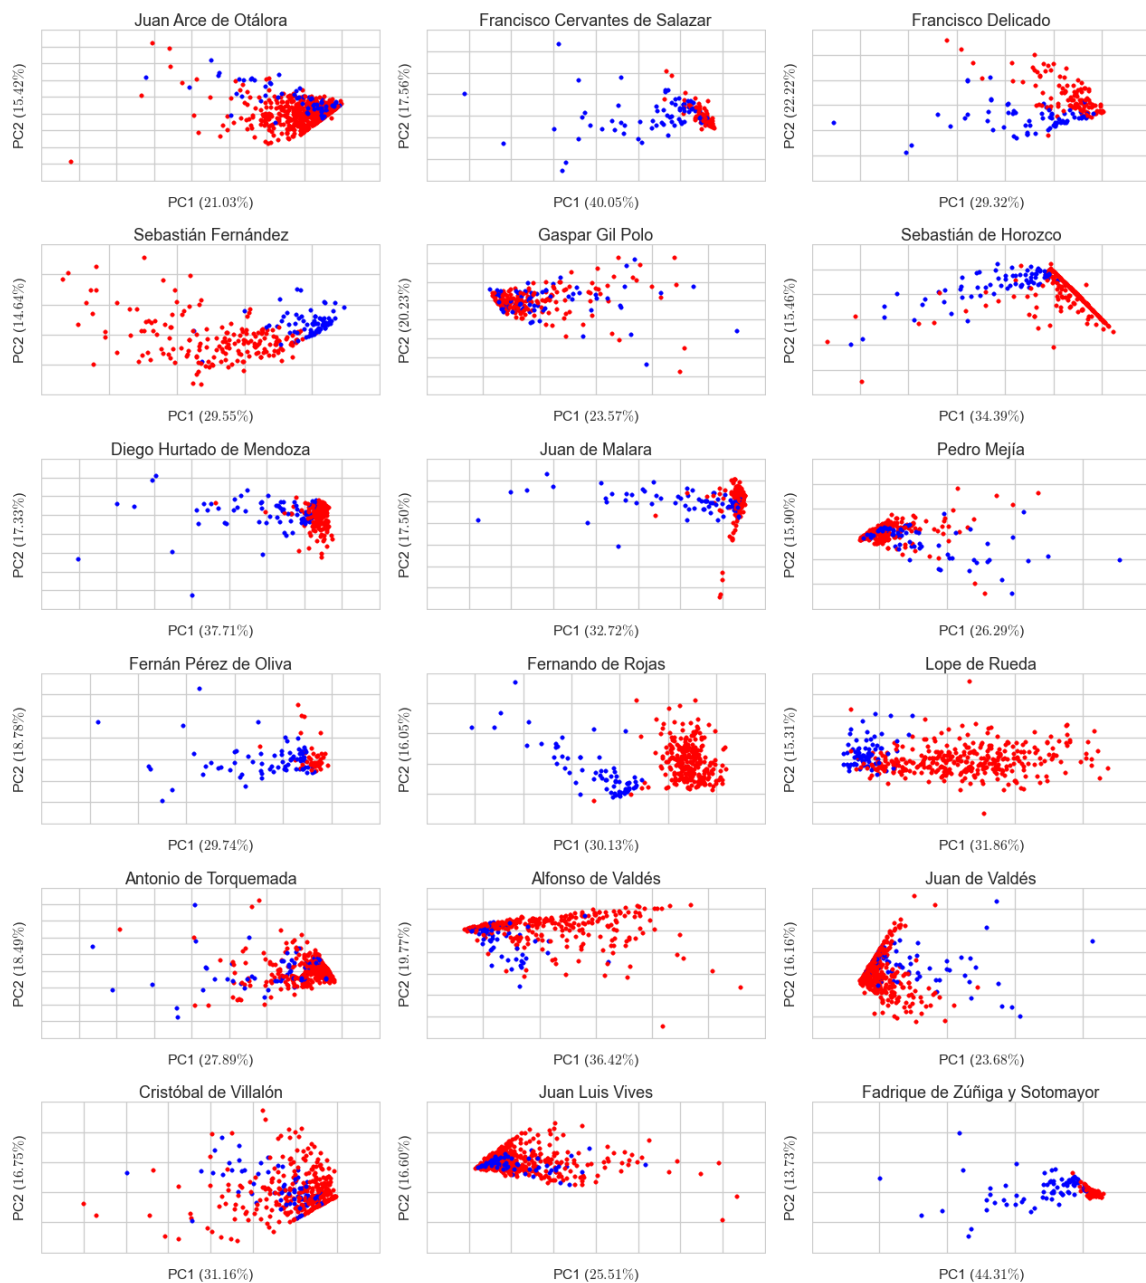 Juan Arce de Otálora
Francisco Cervantes de Salazar
Francisco Delicado
PC2 (15.42%)
PC2 (17.56%)
PC2 (22.22%)
PC1 (21.03%)
PC1 (40.05%)
PC1 (29.32%)
Sebastián Fernández
Gaspar Gil Polo
Sebastián de Horozco
PC2 (14.64%)
PC2 (20.23%)
PC2 (15.46%)
PC1 (29.55%)
PC1 (23.57%)
PC1 (34.39%)
Diego Hurtado de Mendoza
Juan de Malara
Pedro Mejía
PC2 (17.33%)
PC2 (17.50%)
PC2 (15.90%)
PC1 (37.71%)
PC1 (32.72%)
PC1 (26.29%)
Fernán Pérez de Oliva
Fernando de Rojas
Lope de Rueda
PC2 (18.78%)
PC2 (16.05%)
PC2 (15.31%)
PC1 (29.74%)
PC1 (30.13%)
PC1 (31.86%)
Antonio de Torquemada
Alfonso de Valdés
Juan de Valdés
PC2 (18.49%)
PC2 (19.77%)
PC2 (16.16%)
PC1 (27.89%)
PC1 (36.42%)
PC1 (23.68%)
Cristóbal de Villalón
Juan Luis Vives
Fadrique de Zúñiga y Sotomayor
PC2 (16.75%)
PC2 (16.60%)
PC2 (13.73%)
PC1 (31.16%)
PC1 (25.51%)
PC1 (44.31%)